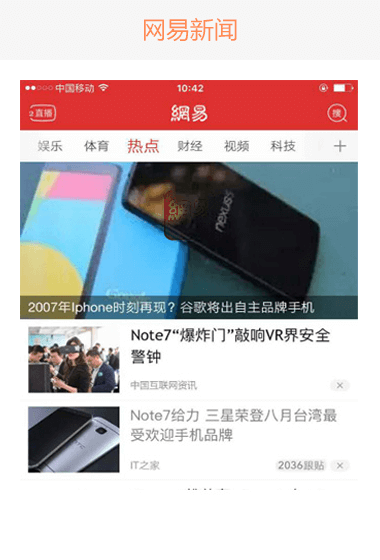 网易新闻
中国移动
10:42
直播
網易
搜
娱乐 体育 热点 财经 视频 科技 +
nexus
2007年Iphone时刻再现？谷歌将出自主品牌手机
Note7“爆炸门”敲响VR界安全
警钟
中国互联网资讯
Note7给力 三星荣登八月台湾最
受欢迎手机品牌
IT之家
2036跟贴